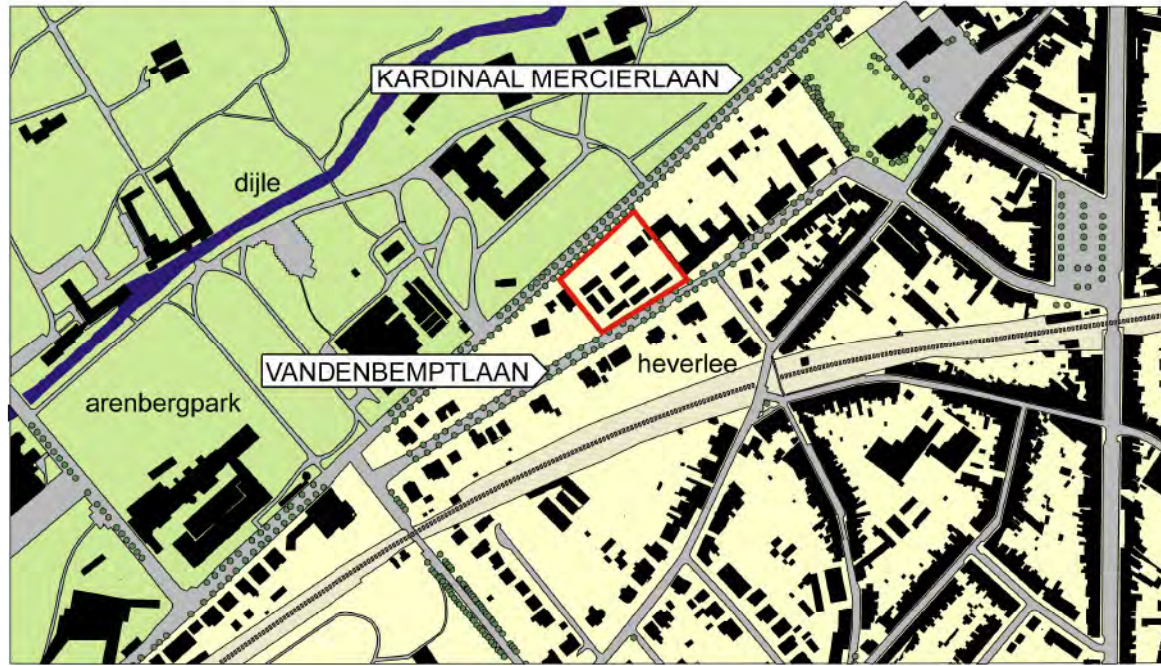 KARDINAAL MERCIERLAAN
dijle
VANDENBEMPTLAAN
heverlee
arenbergpark